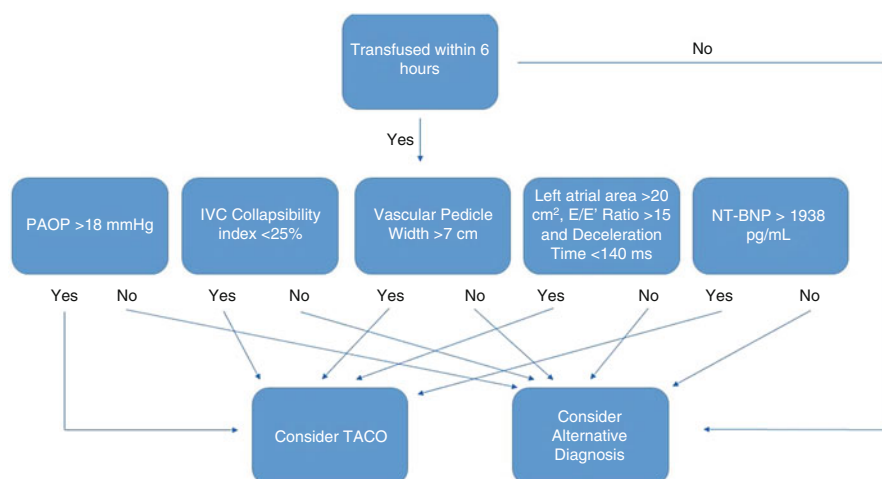 Transfused within 6
hours
No
Yes
PAOP >18 mmHg
IVC Collapsibility
index <25%
Vascular Pedicle
Width >7 cm
Left atrial area >20
cm², E/E' Ratio >15
and Deceleration
Time <140 ms
NT-BNP > 1938
pg/mL
Yes No Yes No Yes No Yes No Yes No
Consider TACO
Consider
Alternative
Diagnosis